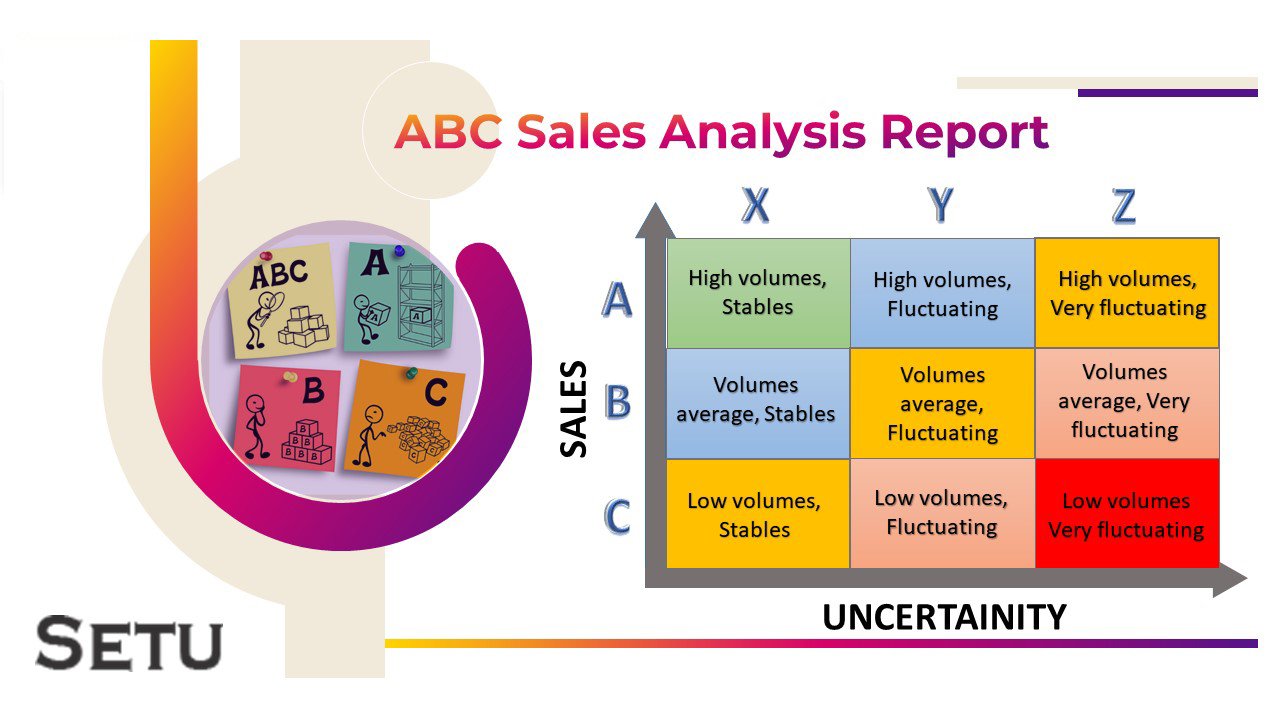 ABC Sales Analysis Report
X Y Z
A
High volumes,
Stables
High volumes,
Fluctuating
High volumes,
Very fluctuating
B
Volumes
average, Stables
Volumes
average,
Fluctuating
Volumes
average, Very
fluctuating
C
Low volumes,
Stables
Low volumes,
Fluctuating
Low volumes
Very fluctuating
SALES
UNCERTAINITY
ABC
A
A
A
B
B
B B
B B B
C
C
C
C
SETU